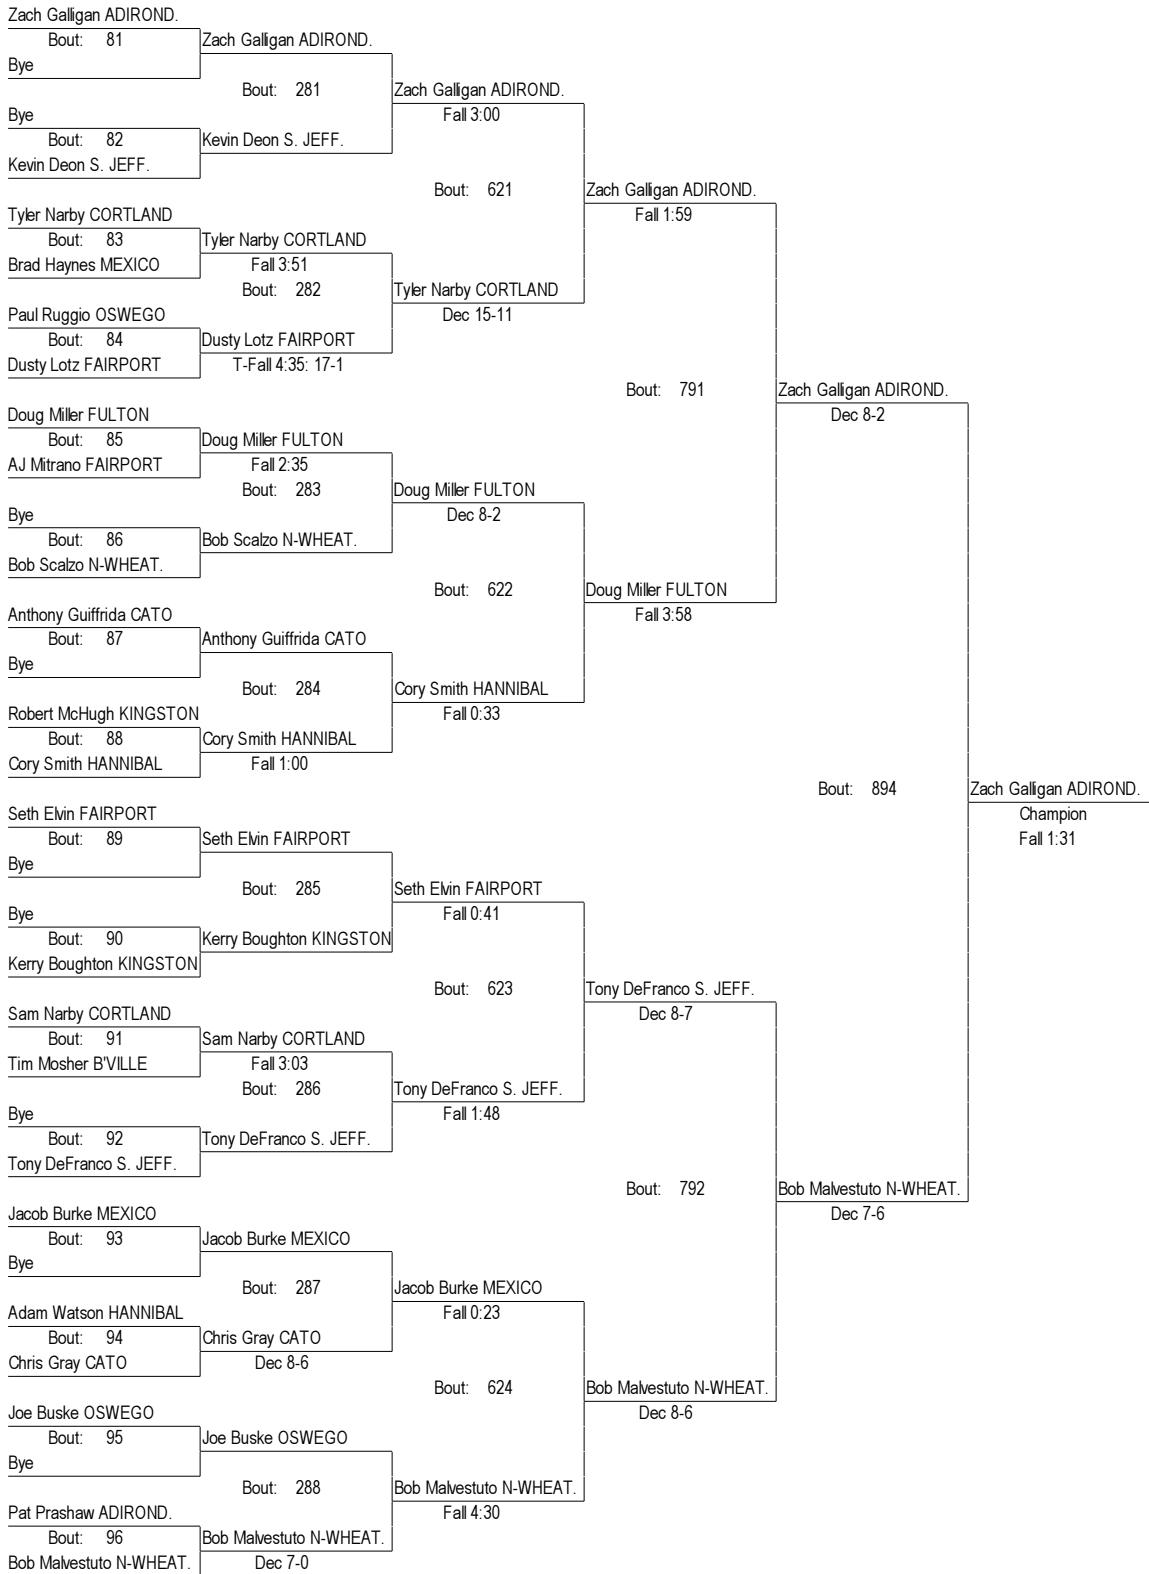 Zach Galligan ADIROND.
Bout: 81
Zach Galligan ADIROND.
Bye
Bout: 281
Zach Galligan ADIROND.
Bye
Fall 3:00
Bout: 82
Kevin Deon S. JEFF.
Kevin Deon S. JEFF.
Bout: 621
Zach Galligan ADIROND.
Tyler Narby CORTLAND
Fall 1:59
Bout: 83
Tyler Narby CORTLAND
Brad Haynes MEXICO
Fall 3:51
Bout: 282
Tyler Narby CORTLAND
Paul Ruggio OSWEGO
Dec 15-11
Bout: 84
Dusty Lotz FAIRPORT
Dusty Lotz FAIRPORT
T-Fall 4:35: 17-1
Bout: 791
Zach Galligan ADIROND.
Doug Miller FULTON
Dec 8-2
Bout: 85
Doug Miller FULTON
AJ Mitrano FAIRPORT
Fall 2:35
Bout: 283
Doug Miller FULTON
Bye
Dec 8-2
Bout: 86
Bob Scalzo N-WHEAT.
Bob Scalzo N-WHEAT.
Bout: 622
Doug Miller FULTON
Anthony Guiffrida CATO
Fall 3:58
Bout: 87
Anthony Guiffrida CATO
Bye
Bout: 284
Cory Smith HANNIBAL
Robert McHugh KINGSTON
Fall 0:33
Bout: 88
Cory Smith HANNIBAL
Cory Smith HANNIBAL
Fall 1:00
Bout: 894
Zach Galligan ADIROND.
Seth Elvin FAIRPORT
Champion
Bout: 89
Seth Elvin FAIRPORT
Fall 1:31
Bye
Bout: 285
Seth Elvin FAIRPORT
Bye
Fall 0:41
Bout: 90
Kerry Boughton KINGSTON
Kerry Boughton KINGSTON
Bout: 623
Tony DeFranco S. JEFF.
Sam Narby CORTLAND
Dec 8-7
Bout: 91
Sam Narby CORTLAND
Tim Mosher B'VILLE
Fall 3:03
Bout: 286
Tony DeFranco S. JEFF.
Bye
Fall 1:48
Bout: 92
Tony DeFranco S. JEFF.
Tony DeFranco S. JEFF.
Bout: 792
Bob Malvestuto N-WHEAT.
Jacob Burke MEXICO
Dec 7-6
Bout: 93
Jacob Burke MEXICO
Bye
Bout: 287
Jacob Burke MEXICO
Adam Watson HANNIBAL
Fall 0:23
Bout: 94
Chris Gray CATO
Chris Gray CATO
Dec 8-6
Bout: 624
Bob Malvestuto N-WHEAT.
Joe Buske OSWEGO
Dec 8-6
Bout: 95
Joe Buske OSWEGO
Bye
Bout: 288
Bob Malvestuto N-WHEAT.
Pat Prashaw ADIROND.
Fall 4:30
Bout: 96
Bob Malvestuto N-WHEAT.
Bob Malvestuto N-WHEAT.
Dec 7-0